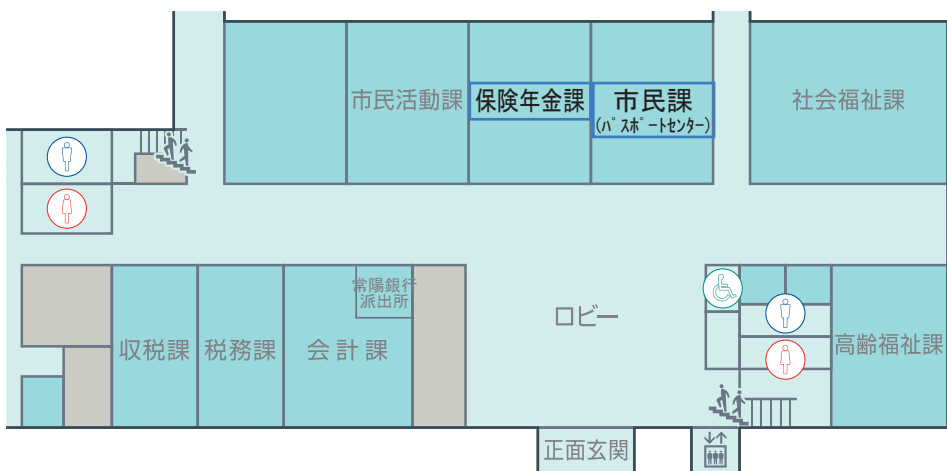 市民活動課
保険年金課
市民課
(パスポートセンター)
社会福祉課
常陽銀行
派出所
収税課
税務課
会計課
ロビー
高齢福祉課
正面玄関